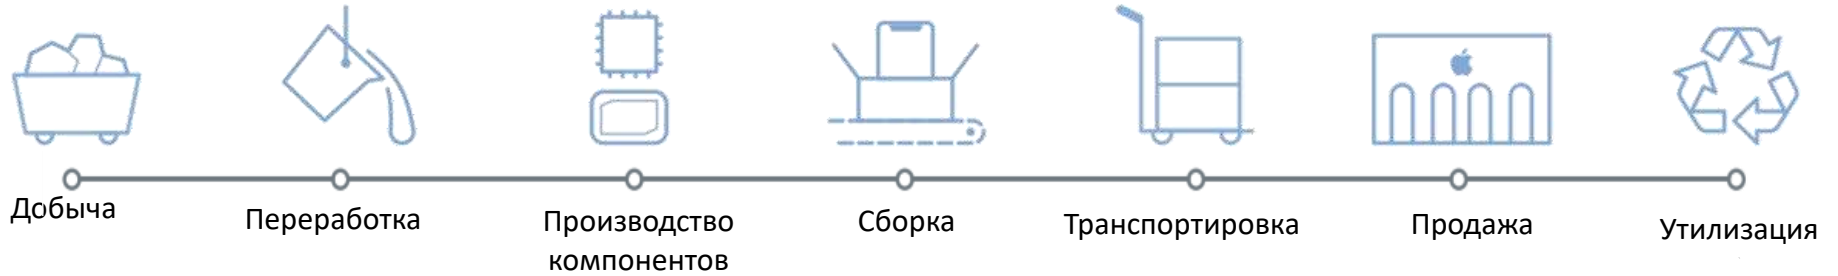 Добыча
Переработка
Производство
компонентов
Сборка
Транспортировка
Продажа
Утилизация